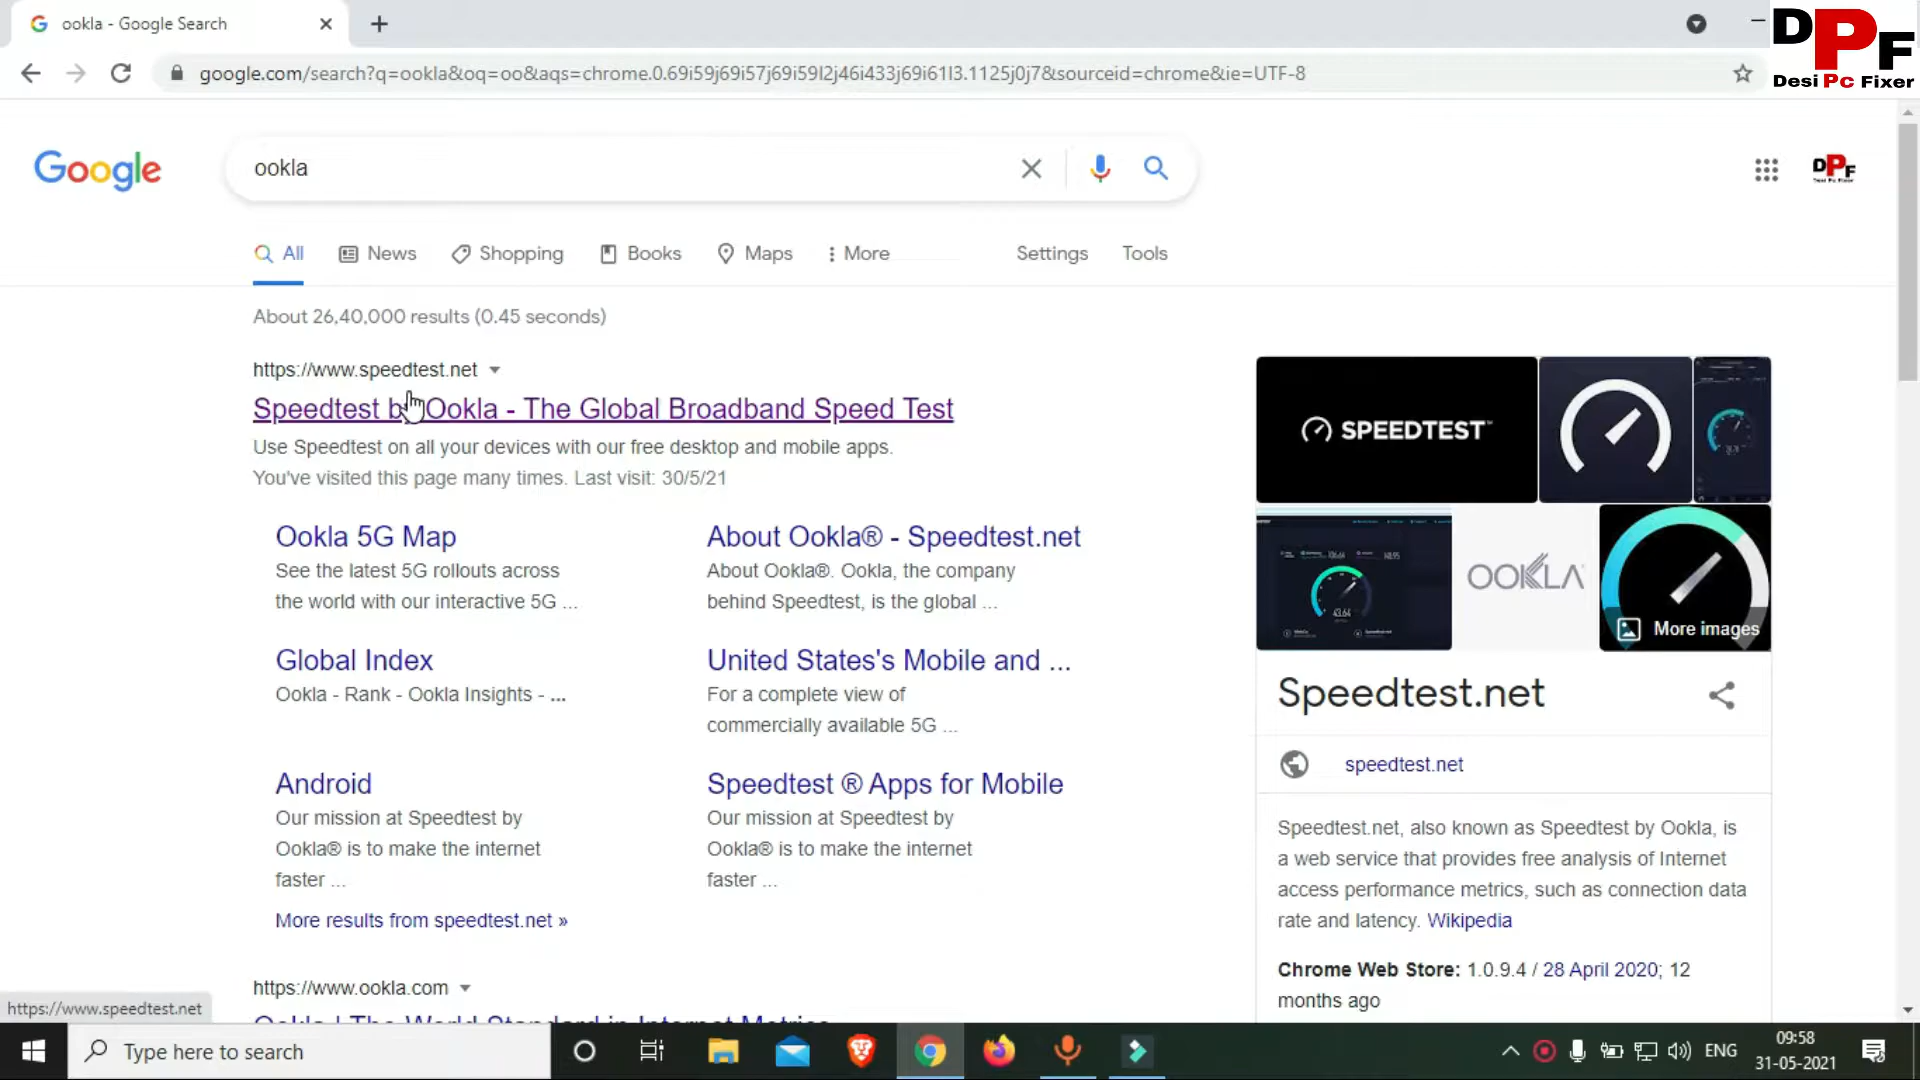 ookla - Google Search
DPF
Desi Pc Fixer
google.com/search?q=ookla&oq=oo&aqs=chrome.0.69i59j69i57j69i59l2j46i433j69i61l3.1125j0j7&sourceid=chrome&ie=UTF-8
Google
ookla
DPF
All
News
Shopping
Books
Maps
More
Settings
Tools
About 26,40,000 results (0.45 seconds)
https://www.speedtest.net
Speedtest by Ookla - The Global Broadband Speed Test
Use Speedtest on all your devices with our free desktop and mobile apps.
You've visited this page many times. Last visit: 30/5/21
Ookla 5G Map
See the latest 5G rollouts across
the world with our interactive 5G ...
About Ookla® - Speedtest.net
About Ookla®. Ookla, the company
behind Speedtest, is the global ...
Global Index
Ookla - Rank - Ookla Insights - ...
United States's Mobile and ...
For a complete view of
commercially available 5G ...
Android
Our mission at Speedtest by
Ookla® is to make the internet
faster ...
Speedtest ® Apps for Mobile
Our mission at Speedtest by
Ookla® is to make the internet
faster ...
More results from speedtest.net »
https://www.ookla.com
Ookla | The World Standard in Internet Metrics
SPEEDTEST
43.64
OOKLA
More images
Speedtest.net
speedtest.net
Speedtest.net, also known as Speedtest by Ookla, is
a web service that provides free analysis of Internet
access performance metrics, such as connection data
rate and latency. Wikipedia
Chrome Web Store: 1.0.9.4 / 28 April 2020; 12
months ago
https://www.speedtest.net
Type here to search
ENG
09:58
31-05-2021